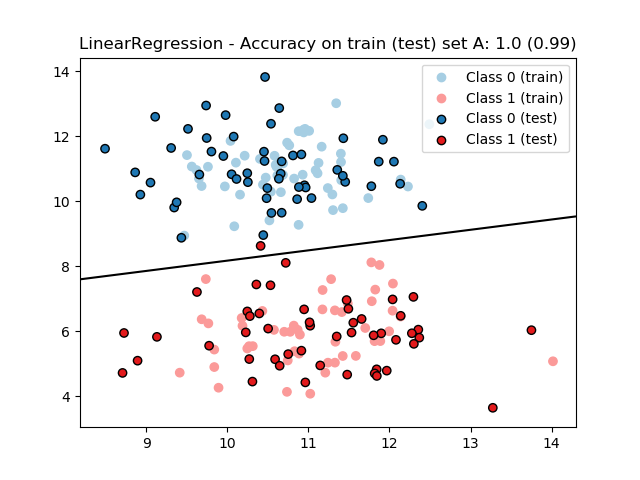 LinearRegression - Accuracy on train (test) set A: 1.0 (0.99)
Class 0 (train)
Class 1 (train)
Class 0 (test)
Class 1 (test)
14
12
10
8
6
4
9 10 11 12 13 14